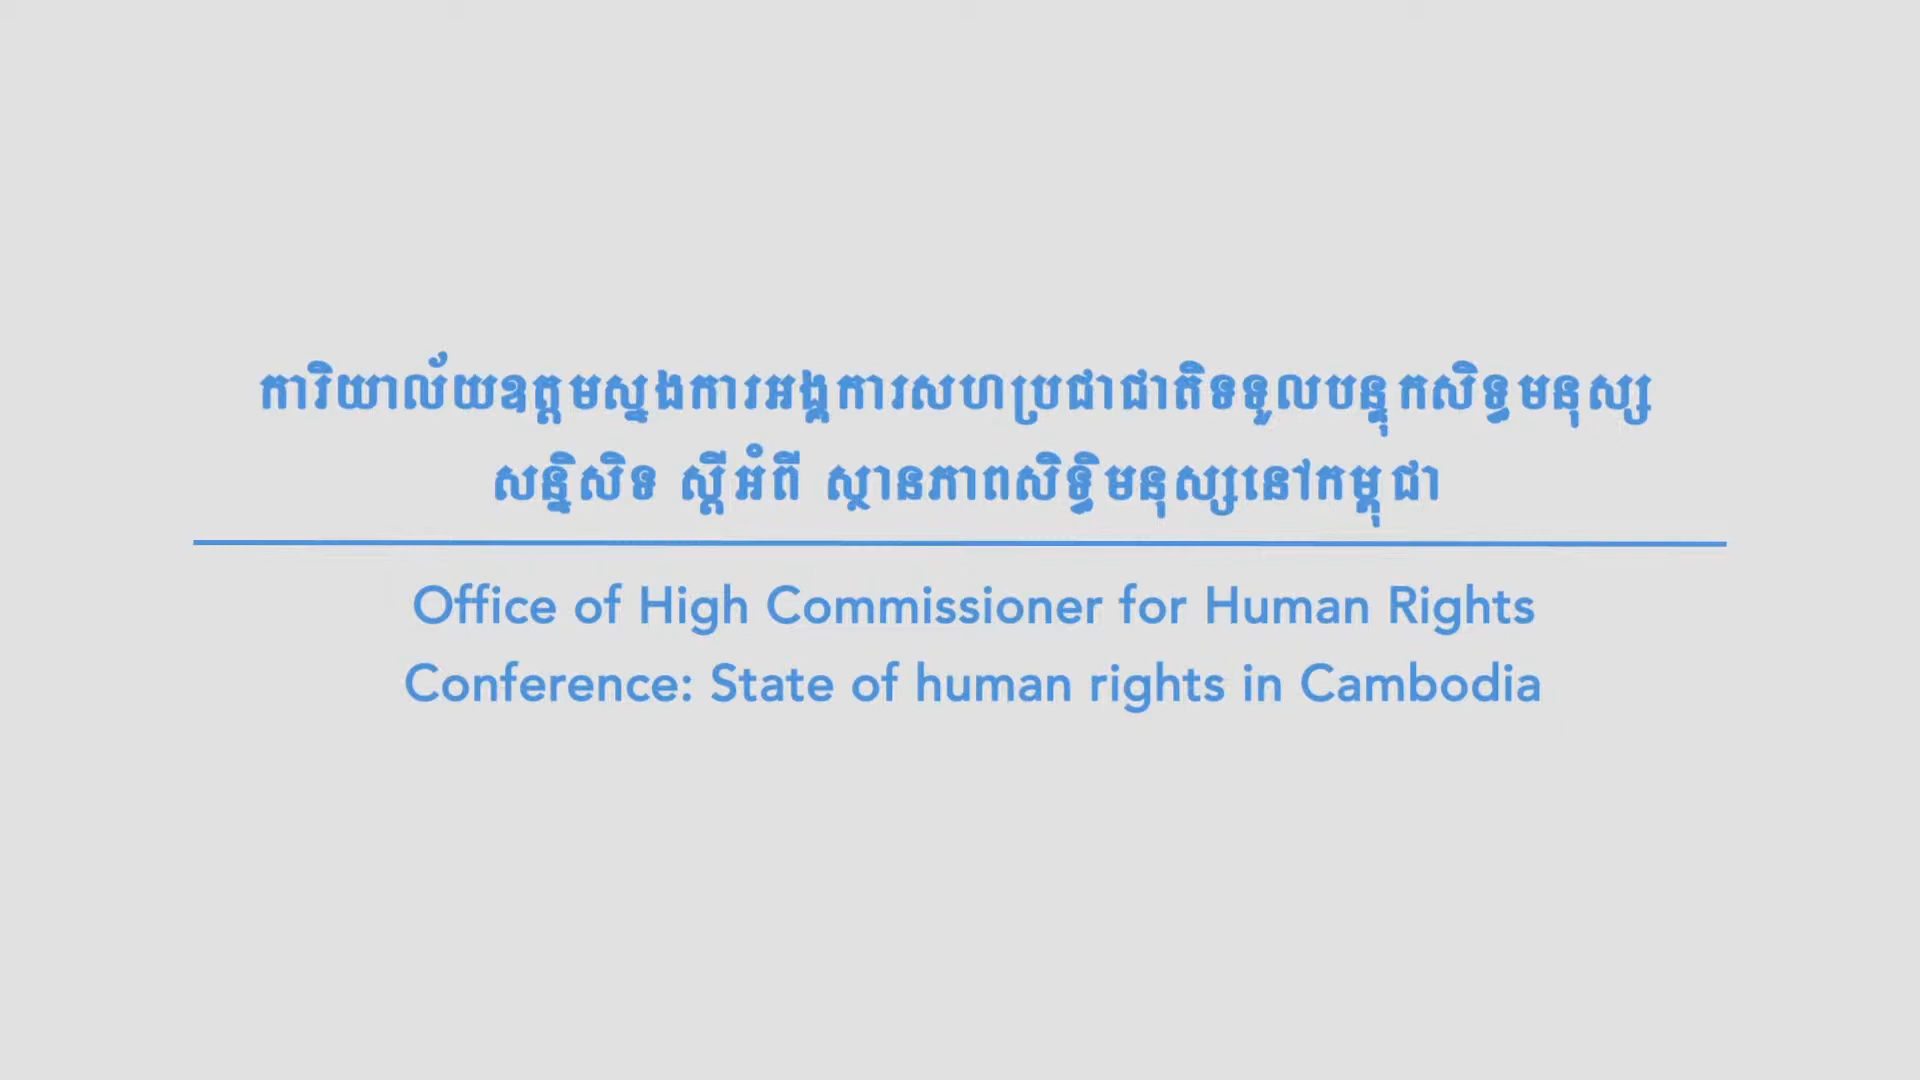 ការិយាល័យឧត្តមស្នងការអង្គការសហប្រជាជាតិទទួលបន្ទុកសិទ្ធមនុស្ស
សន្និសិទ ស្តីអំពី ស្ថានភាពសិទ្ធិមនុស្សនៅកម្ពុជា
Office of High Commissioner for Human Rights
Conference: State of human rights in Cambodia